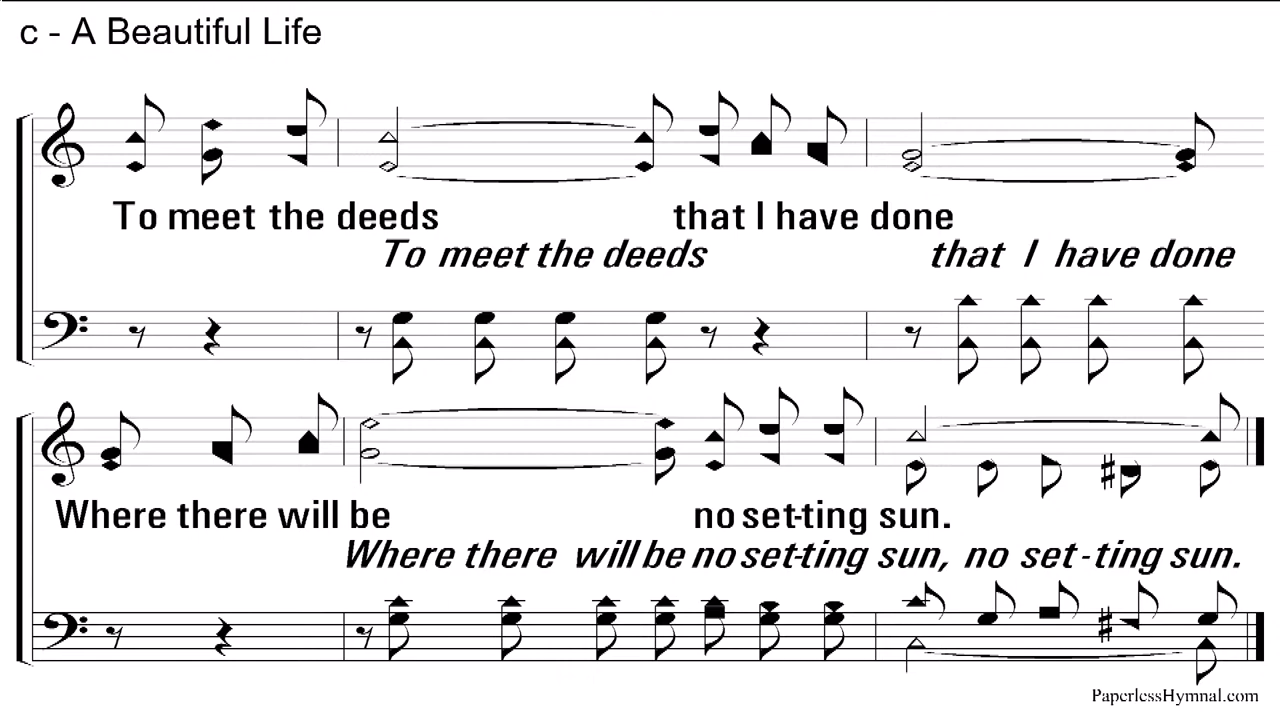 c - A Beautiful Life
To meet the deeds that I have done
To meet the deeds that I have done
Where there will be no set-ting sun.
Where there will be no set-ting sun, no set-ting sun.
PaperlessHymnal.com